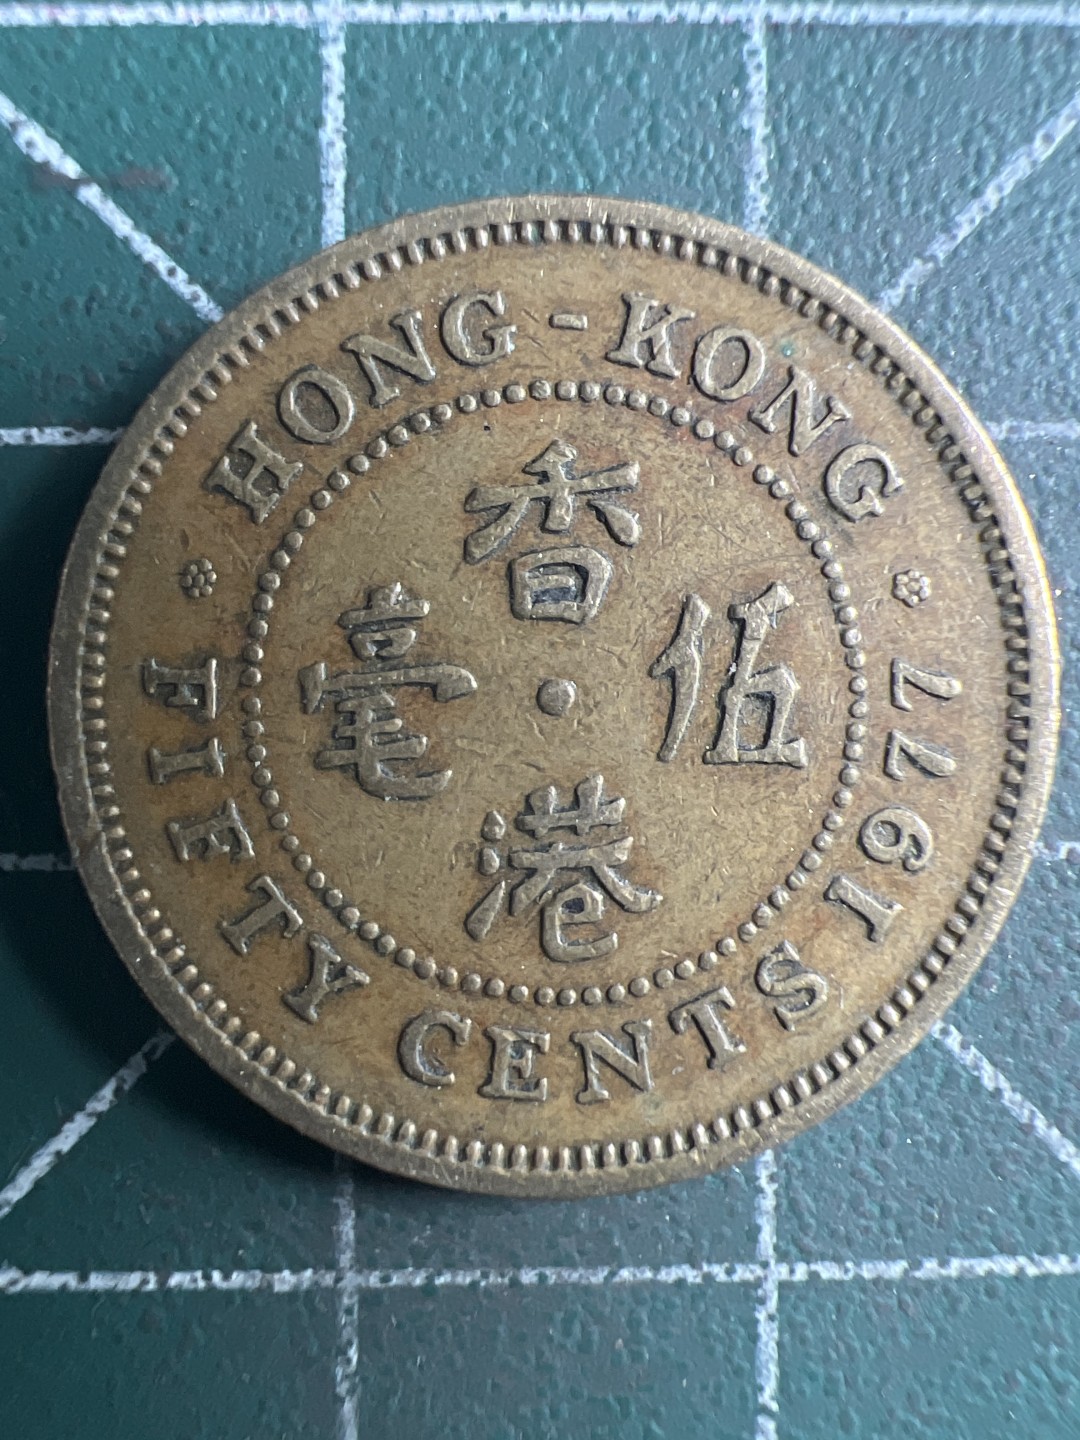 HONG-KONG
香
港
伍
毫
FIFTY CENTS
1977